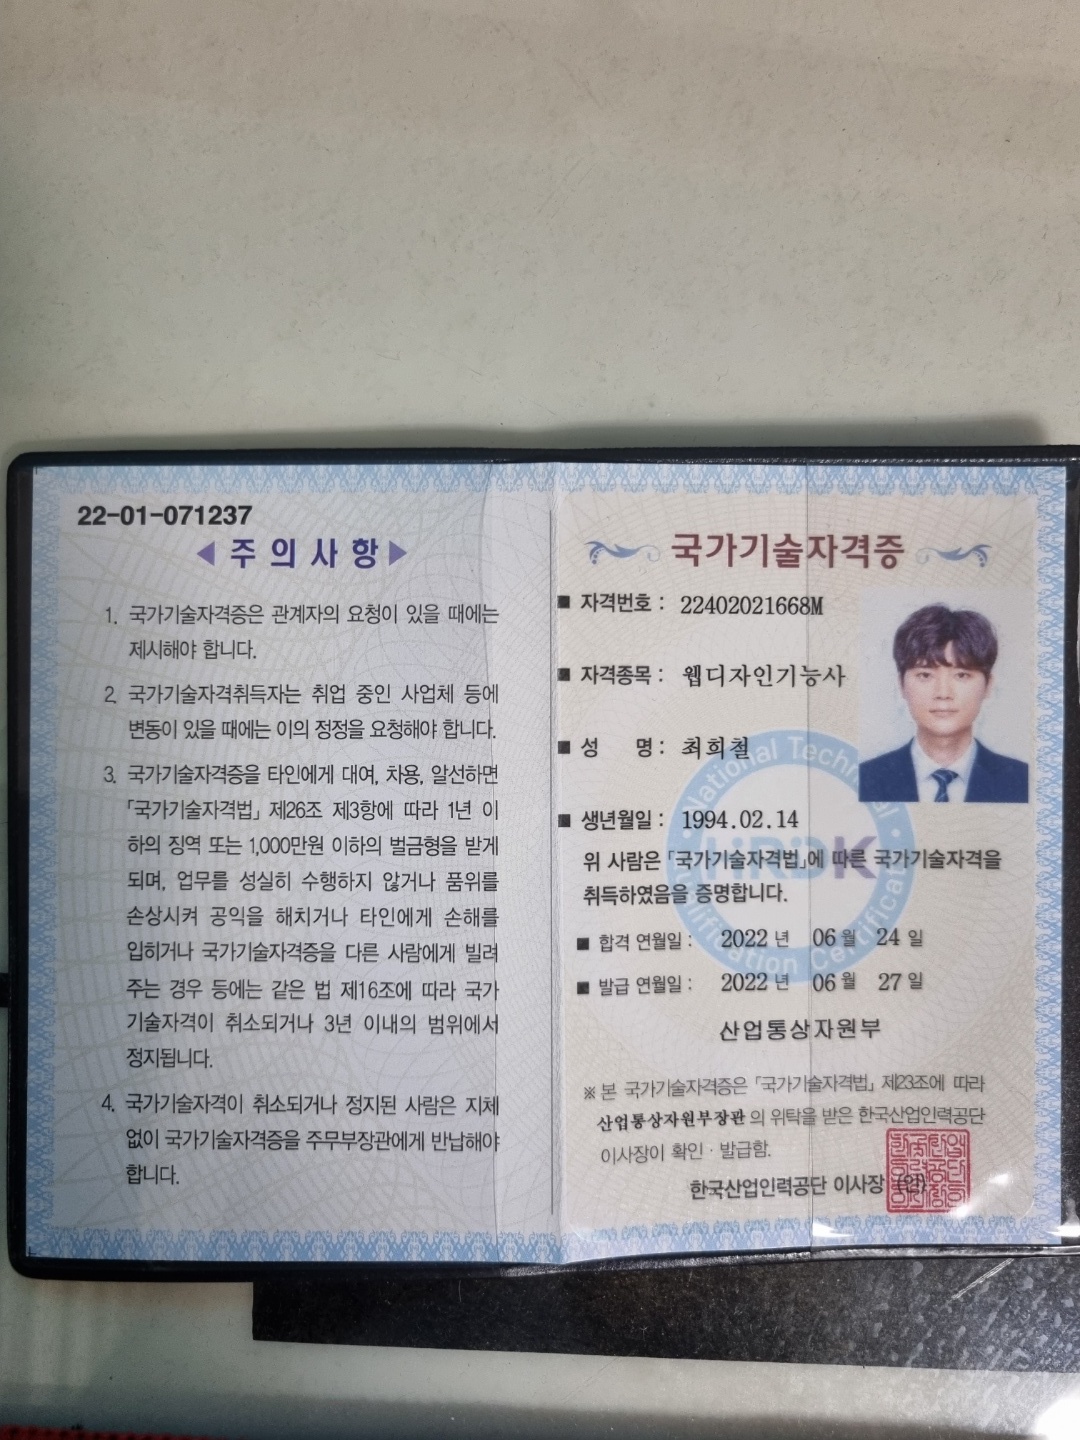 22-01-071237
◀ 주 의 사 항 ▶
1. 국가기술자격증은 관계자의 요청이 있을 때에는
제시해야 합니다.
2. 국가기술자격취득자는 취업 중인 사업체 등에
변동이 있을 때에는 이의 정정을 요청해야 합니다.
3. 국가기술자격증을 타인에게 대여, 차용, 알선하면
「국가기술자격법」 제26조 제3항에 따라 1년 이
하의 징역 또는 1,000만원 이하의 벌금형을 받게
되며, 업무를 성실히 수행하지 않거나 품위를
손상시켜 공익을 해치거나 타인에게 손해를
입히거나 국가기술자격증을 다른 사람에게 빌려
주는 경우 등에는 같은 법 제16조에 따라 국가
기술자격이 취소되거나 3년 이내의 범위에서
정지됩니다.
4. 국가기술자격이 취소되거나 정지된 사람은 지체
없이 국가기술자격증을 주무부장관에게 반납해야
합니다.
국가기술자격증
■ 자격번호 : 22402021668M
■ 자격종목 : 웹디자인기능사
■ 성 명 : 최희철
■ 생년월일 : 1994.02.14
위 사람은 「국가기술자격법」에 따른 국가기술자격을
취득하였음을 증명합니다.
■ 합격 연월일 : 2022 년 06 월 24 일
■ 발급 연월일 : 2022 년 06 월 27 일
산업통상자원부
※ 본 국가기술자격증은 「국가기술자격법」 제23조에 따라
산업통상자원부장관 의 위탁을 받은 한국산업인력공단
이사장이 확인 · 발급함.
한국산업인력공단 이사장 (인)
National Techn
HRDK
Certifica